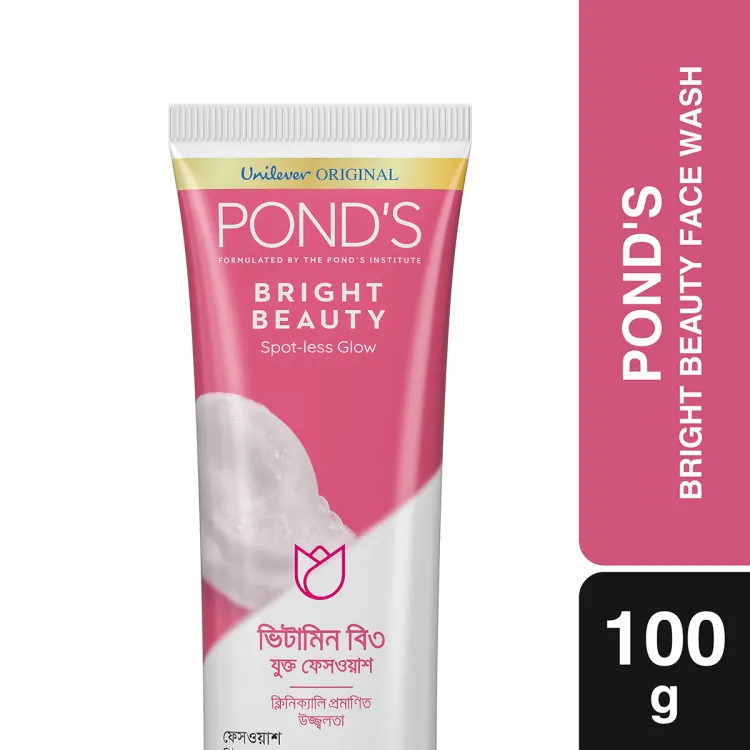 Unilever ORIGINAL
POND'S
FORMULATED BY THE POND'S INSTITUTE
BRIGHT
BEAUTY
Spot-less Glow
ভিটামিন বি৩
যুক্ত ফেসওয়াশ
ক্লিনিক্যালি প্রমাণিত
উজ্জ্বলতা
ফেসওয়াশ
POND'S
BRIGHT BEAUTY FACE WASH
100
g